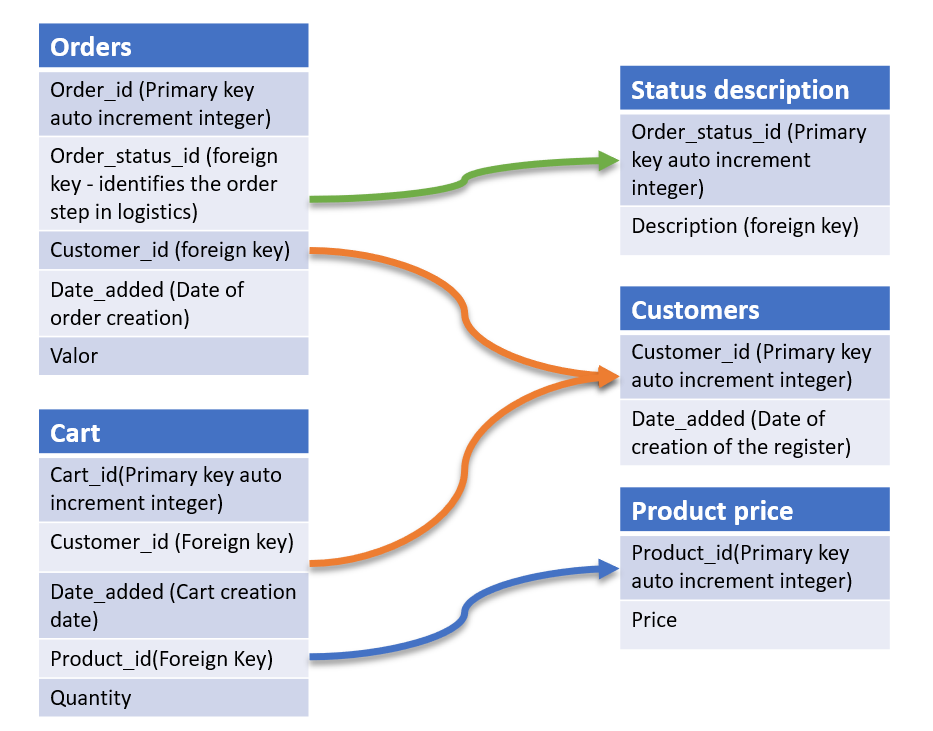 Orders
Order_id (Primary key
auto increment integer)
Order_status_id (foreign
key - identifies the order
step in logistics)
Customer_id (foreign key)
Date_added (Date of
order creation)
Valor
Cart
Cart_id(Primary key auto
increment integer)
Customer_id (Foreign key)
Date_added (Cart creation
date)
Product_id(Foreign Key)
Quantity
Status description
Order_status_id (Primary
key auto increment
integer)
Description (foreign key)
Customers
Customer_id (Primary key
auto increment integer)
Date_added (Date of
creation of the register)
Product price
Product_id(Primary key
auto increment integer)
Price